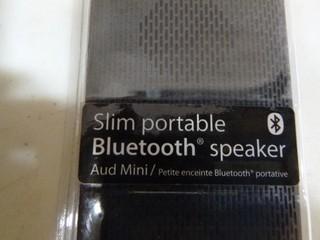 Slim portable
Bluetooth® speaker
Aud Mini / Petite enceinte Bluetooth® portative